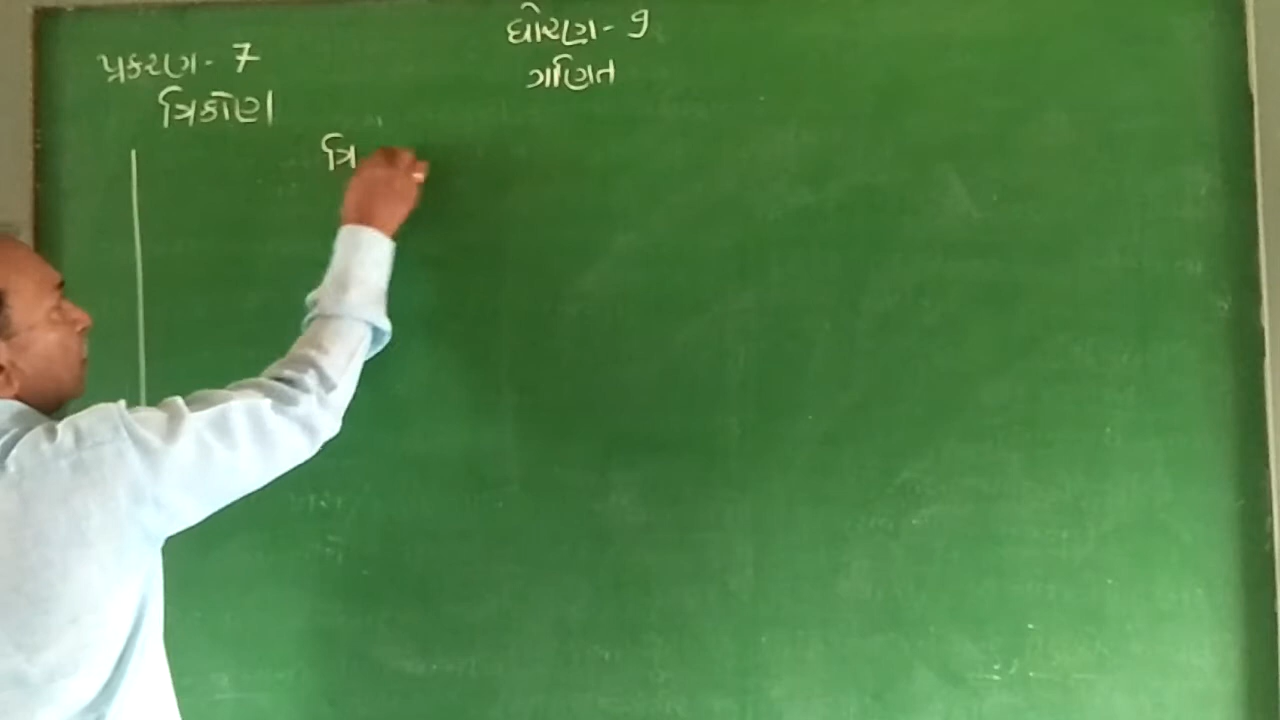 ધોરણ - 9
ગણિત
પ્રકરણ - 7
ત્રિકોણ
ત્રિ